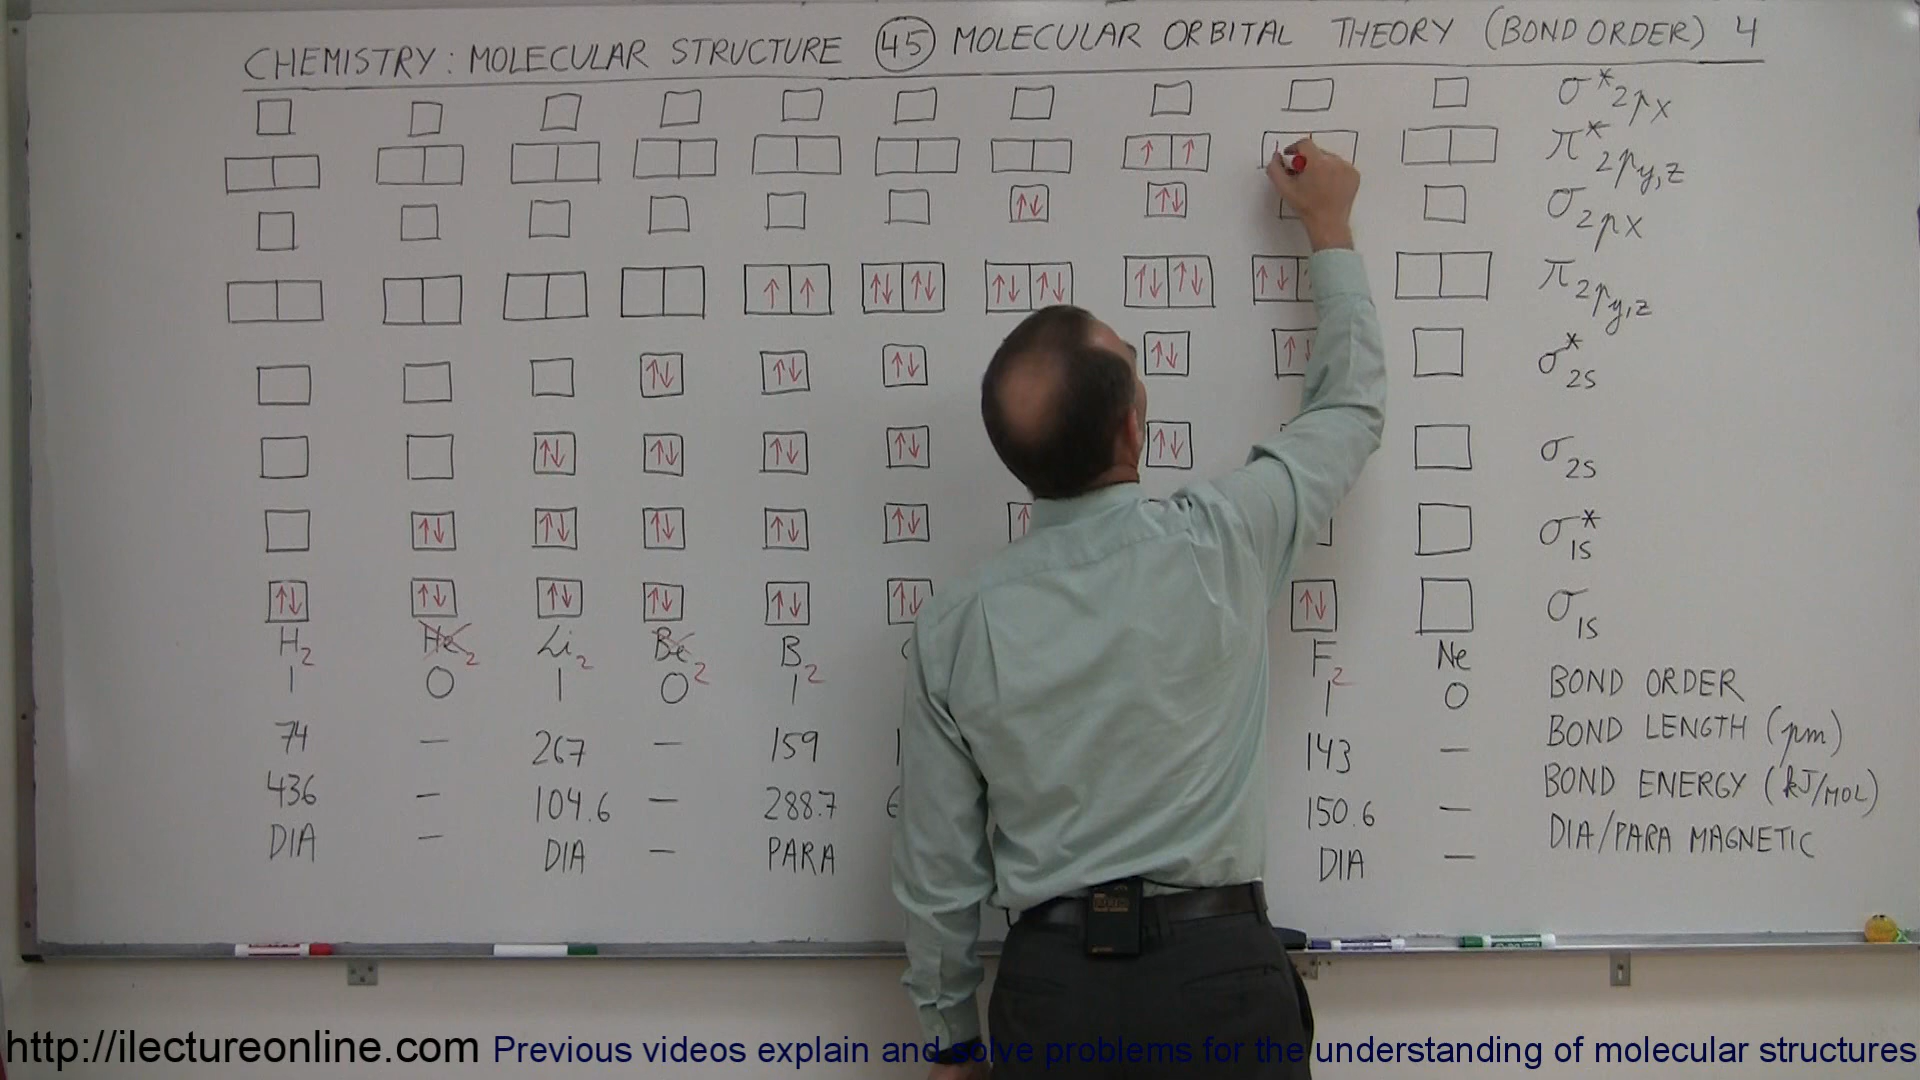 CHEMISTRY: MOLECULAR STRUCTURE 45 MOLECULAR ORBITAL THEORY (BOND ORDER) 4
σ*2px
↑ ↑ π*2py,z
↑↓ ↑↓ σ2px
↑ ↑ ↑↓ ↑↓ ↑↓ ↑↓ ↑↓ ↑↓ ↑↓ π2py,z
↑↓ ↑↓ ↑↓ ↑↓ ↑↓ σ*2s
↑↓ ↑↓ ↑↓ ↑↓ ↑↓ σ2s
↑↓ ↑↓ ↑↓ ↑↓ ↑↓ ↑ σ*1s
↑↓ ↑↓ ↑↓ ↑↓ ↑↓ ↑↓ ↑↓ σ1s
H2 He2 Li2 Be2 B2 F2 Ne
1 0 1 0 1 1 0 BOND ORDER
74 — 267 — 159 143 — BOND LENGTH (pm)
436 — 104.6 — 288.7 150.6 — BOND ENERGY (kJ/MOL)
DIA — DIA — PARA DIA — DIA/PARA MAGNETIC
http://ilectureonline.com Previous videos explain and solve problems for the understanding of molecular structures